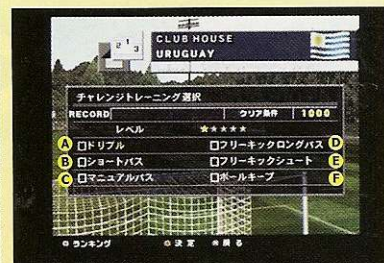 2 1 3
CLUB HOUSE
URUGUAY
チャレンジトレーニング選択
RECORD クリア条件 1000
レベル ★★★★★
A □ドリブル □フリーキックロングパス D
B □ショートパス □フリーキックシュート E
C □マニュアルパス □ボールキープ F
ランキング 決定 戻る